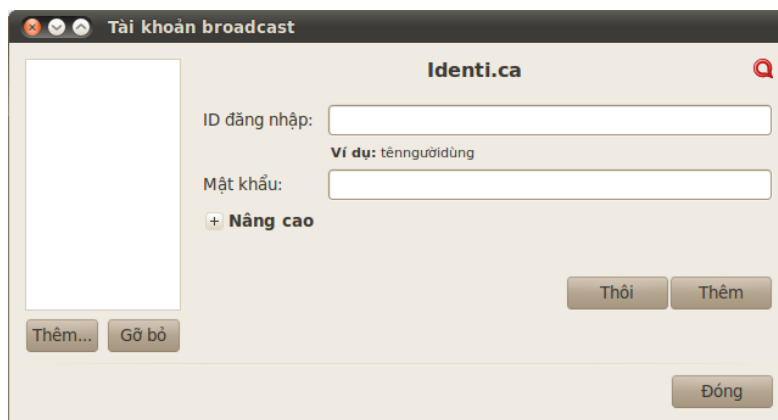 Tài khoản broadcast
Identi.ca
ID đăng nhập:
Ví dụ: tênngườidùng
Mật khẩu:
Nâng cao
Thôi Thêm
Thêm... Gỡ bỏ
Đóng